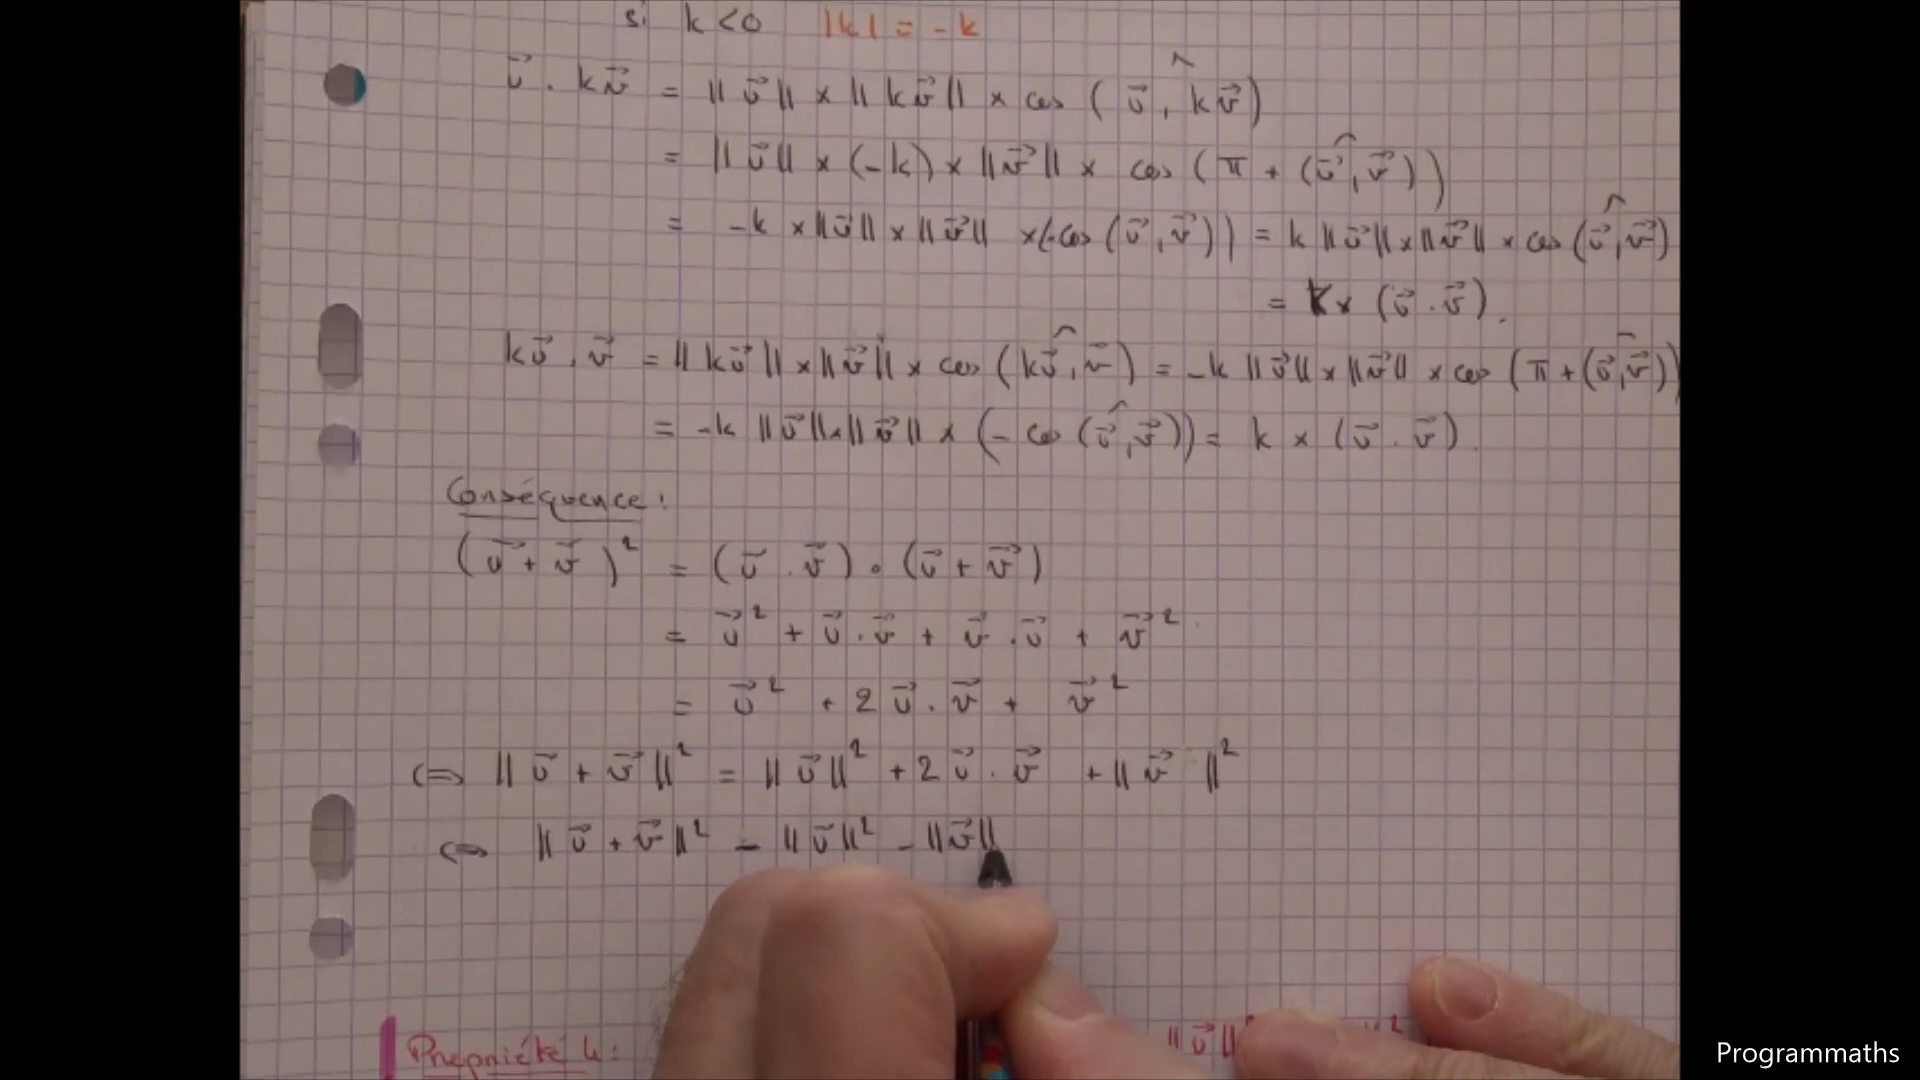 si k < 0 |k| = -k
u⃗ . kv⃗ = ||u⃗|| × ||kv⃗|| × cos (u⃗, kv⃗)
= ||u⃗|| × (-k) × ||v⃗|| × cos (π + (u⃗, v⃗))
= -k × ||u⃗|| × ||v⃗|| × (-cos (u⃗, v⃗)) = k ||u⃗|| × ||v⃗|| × cos (u⃗, v⃗)
= k × (u⃗ . v⃗).
ku⃗ . v⃗ = ||ku⃗|| × ||v⃗|| × cos (ku⃗, v⃗) = -k ||u⃗|| × ||v⃗|| × cos (π + (u⃗, v⃗))
= -k ||u⃗|| × ||v⃗|| × (- cos (u⃗, v⃗)) = k × (u⃗ . v⃗).
Conséquence :
(u⃗ + v⃗)² = (u⃗ . v⃗) . (u⃗ + v⃗)
= u⃗² + u⃗ . v⃗ + v⃗ . u⃗ + v⃗²
= u⃗² + 2 u⃗ . v⃗ + v⃗²
⇔ ||u⃗ + v⃗||² = ||u⃗||² + 2 u⃗ . v⃗ + ||v⃗||²
⇔ ||u⃗ + v⃗||² - ||u⃗||² - ||v⃗||
Propriété 4 : ||u⃗||
Programmaths